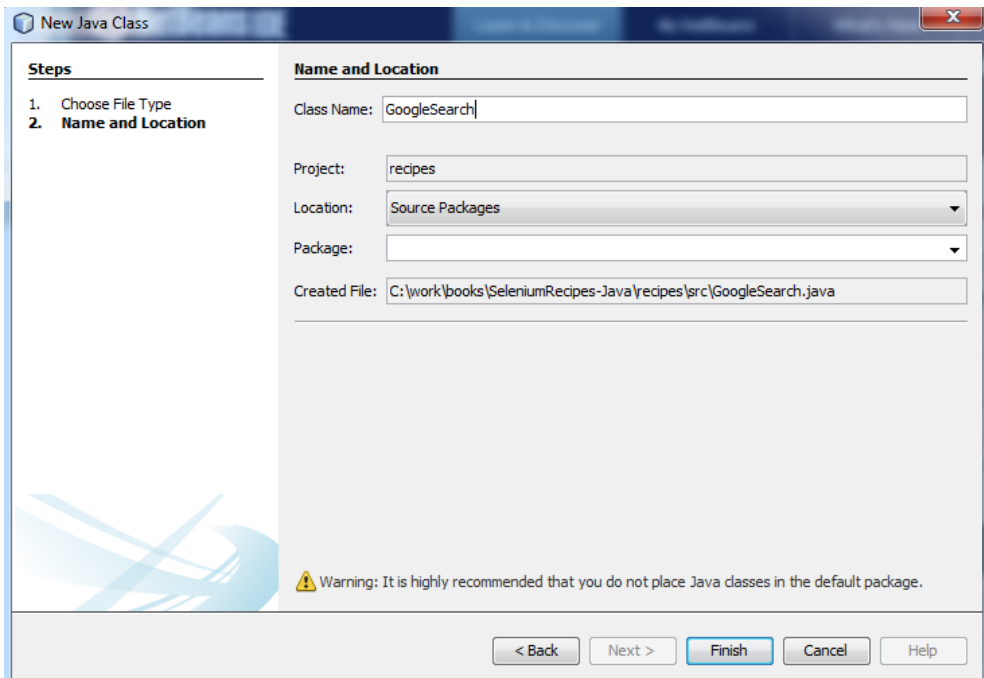 New Java Class
Steps
1. Choose File Type
2. Name and Location
Name and Location
Class Name: GoogleSearch
Project: recipes
Location: Source Packages
Package:
Created File: C:\work\books\SeleniumRecipes-Java\recipes\src\GoogleSearch.java
Warning: It is highly recommended that you do not place Java classes in the default package.
< Back Next > Finish Cancel Help